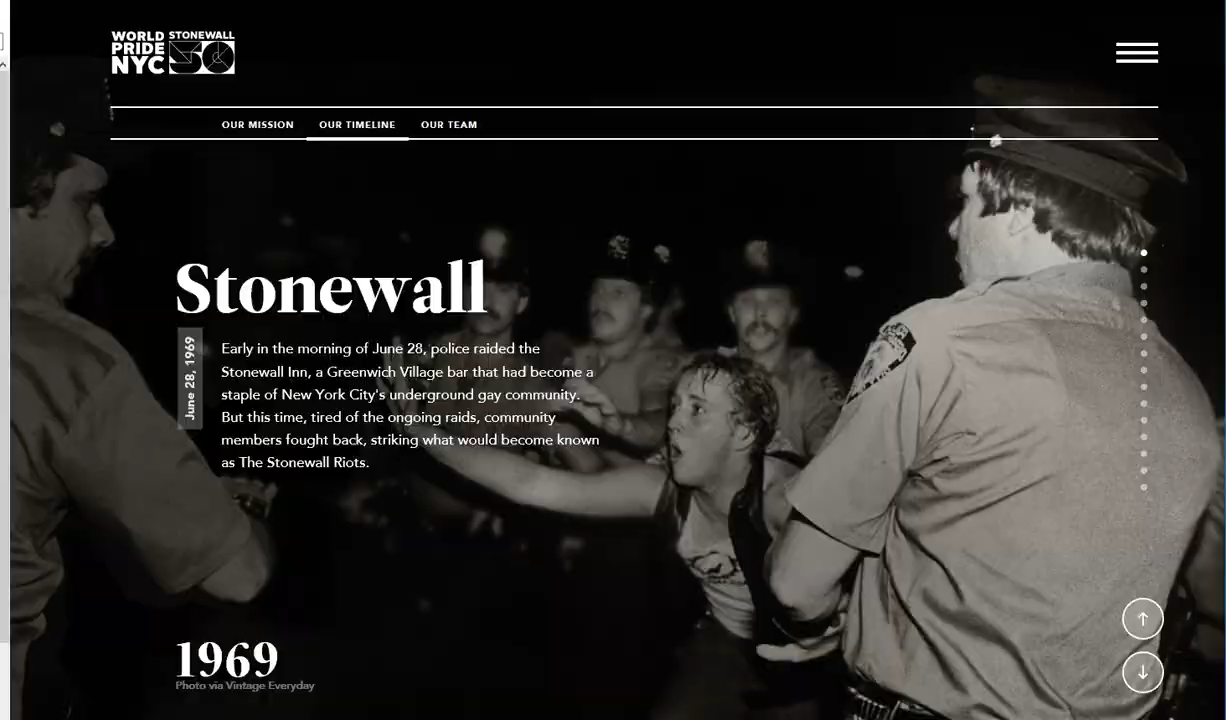 WORLD
PRIDE
NYC
STONEWALL
50
OUR MISSION OUR TIMELINE OUR TEAM
Stonewall
June 28, 1969
Early in the morning of June 28, police raided the
Stonewall Inn, a Greenwich Village bar that had become a
staple of New York City's underground gay community.
But this time, tired of the ongoing raids, community
members fought back, striking what would become known
as The Stonewall Riots.
1969
Photo via Vintage Everyday